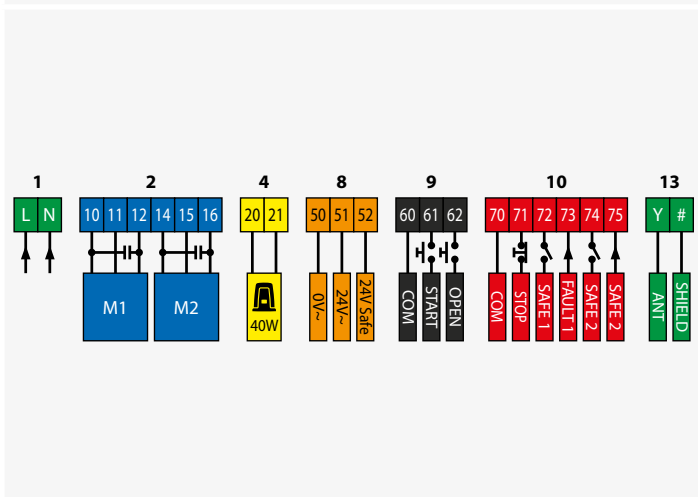 1 2 4 8 9 10 13
L N 10 11 12 14 15 16 20 21 50 51 52 60 61 62 70 71 72 73 74 75 Y #
M1 M2
40W
0V~
24V~
24V Safe
COM
START
OPEN
COM
STOP
SAFE 1
FAULT 1
SAFE 2
SAFE 2
ANT
SHIELD